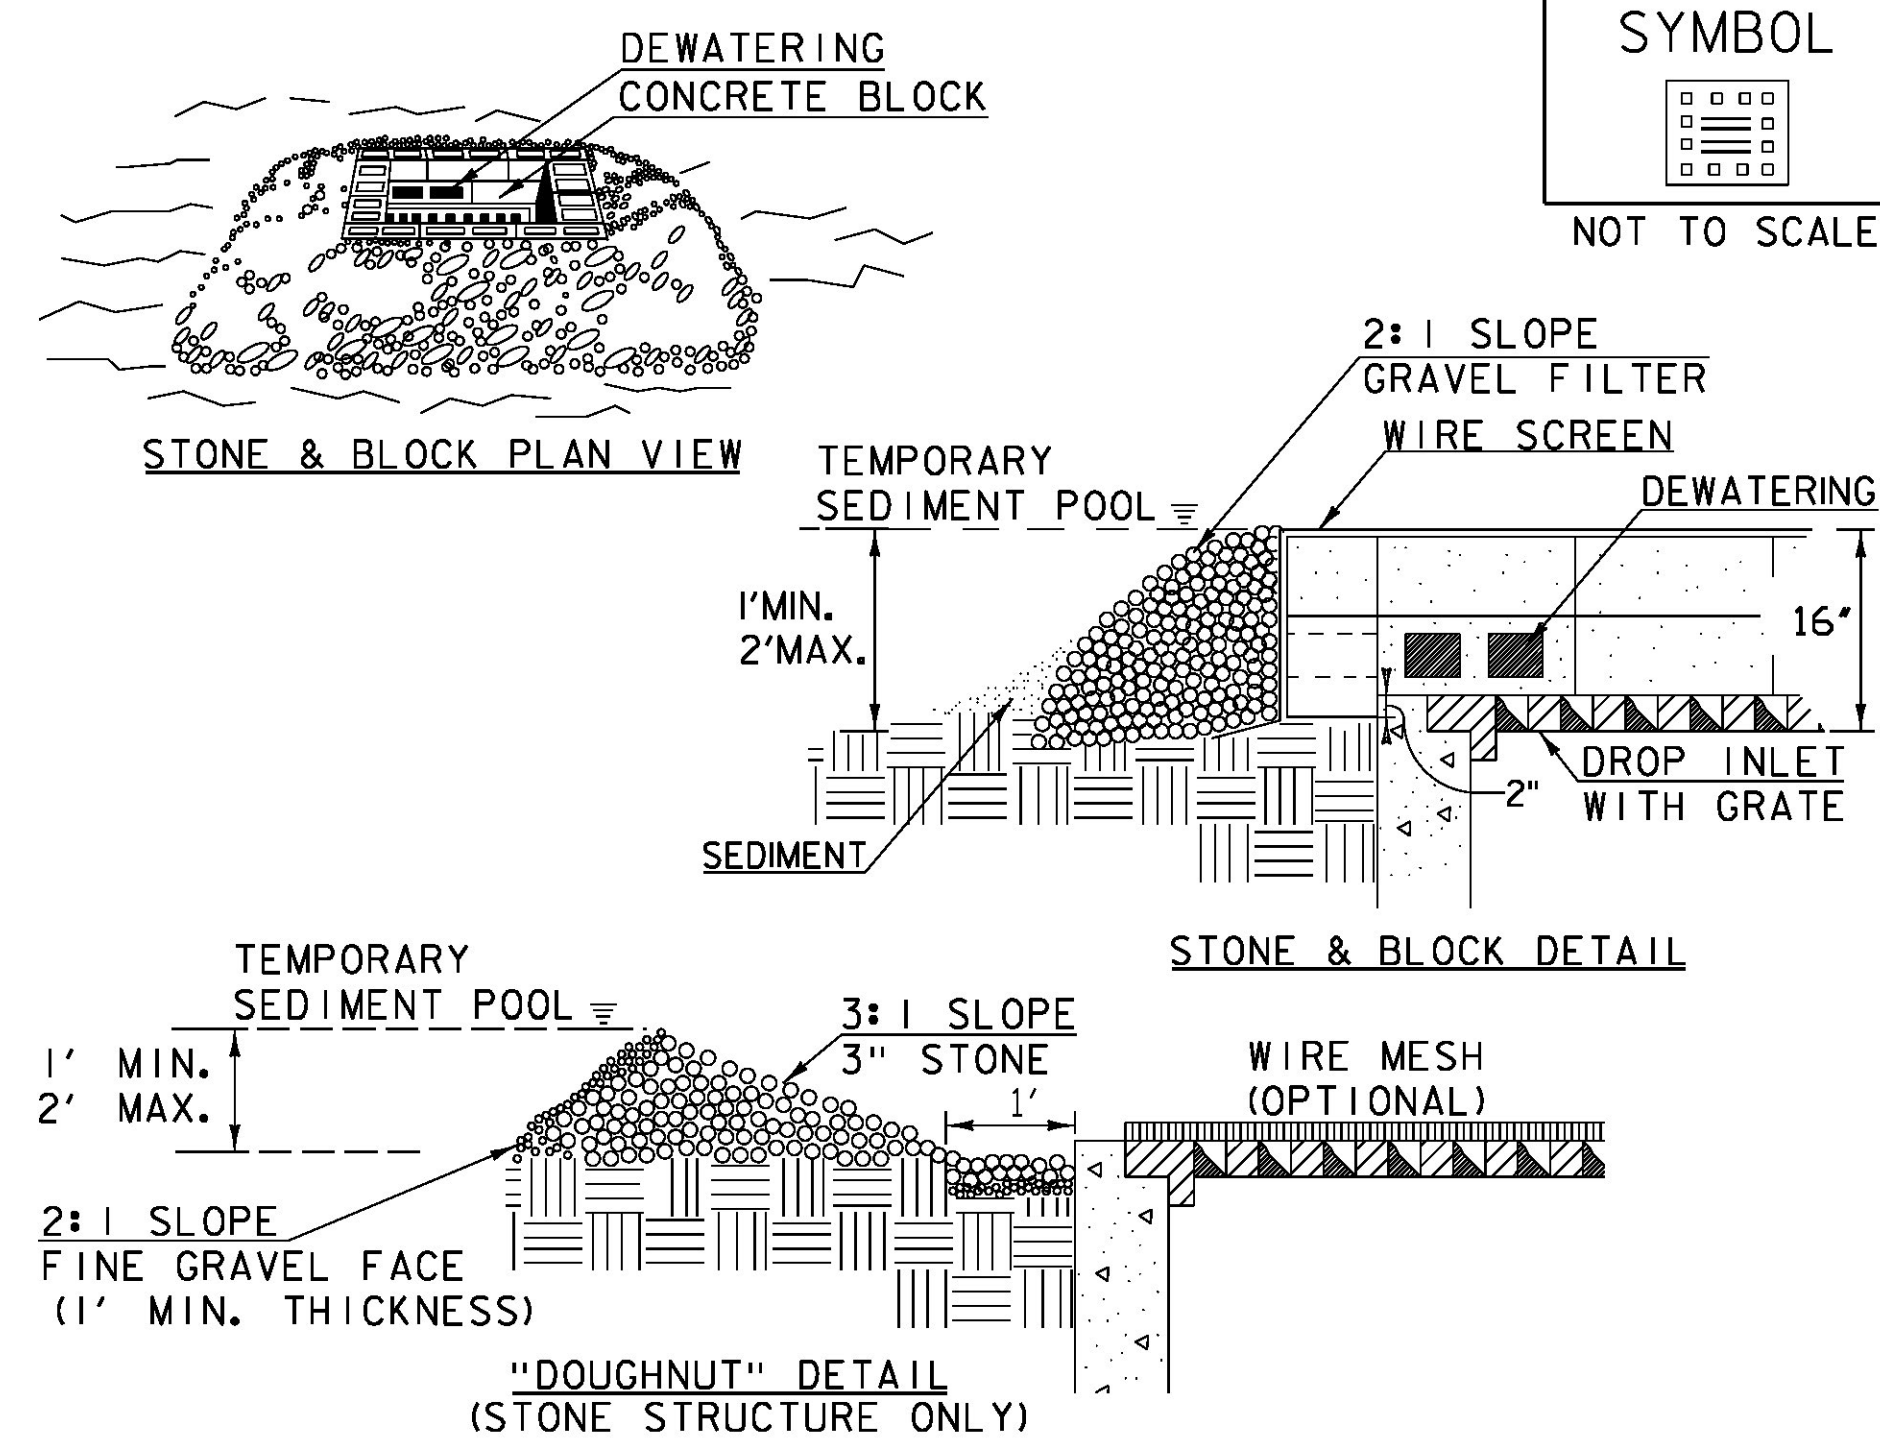 SYMBOL
NOT TO SCALE
DEWATERING
CONCRETE BLOCK
STONE & BLOCK PLAN VIEW
2:1 SLOPE
GRAVEL FILTER
WIRE SCREEN
TEMPORARY
SEDIMENT POOL
DEWATERING
1'MIN.
2'MAX.
16"
DROP INLET
WITH GRATE
2"
SEDIMENT
STONE & BLOCK DETAIL
TEMPORARY
SEDIMENT POOL
3:1 SLOPE
3" STONE
1' MIN.
2' MAX.
1'
WIRE MESH
(OPTIONAL)
2:1 SLOPE
FINE GRAVEL FACE
(1' MIN. THICKNESS)
"DOUGHNUT" DETAIL
(STONE STRUCTURE ONLY)